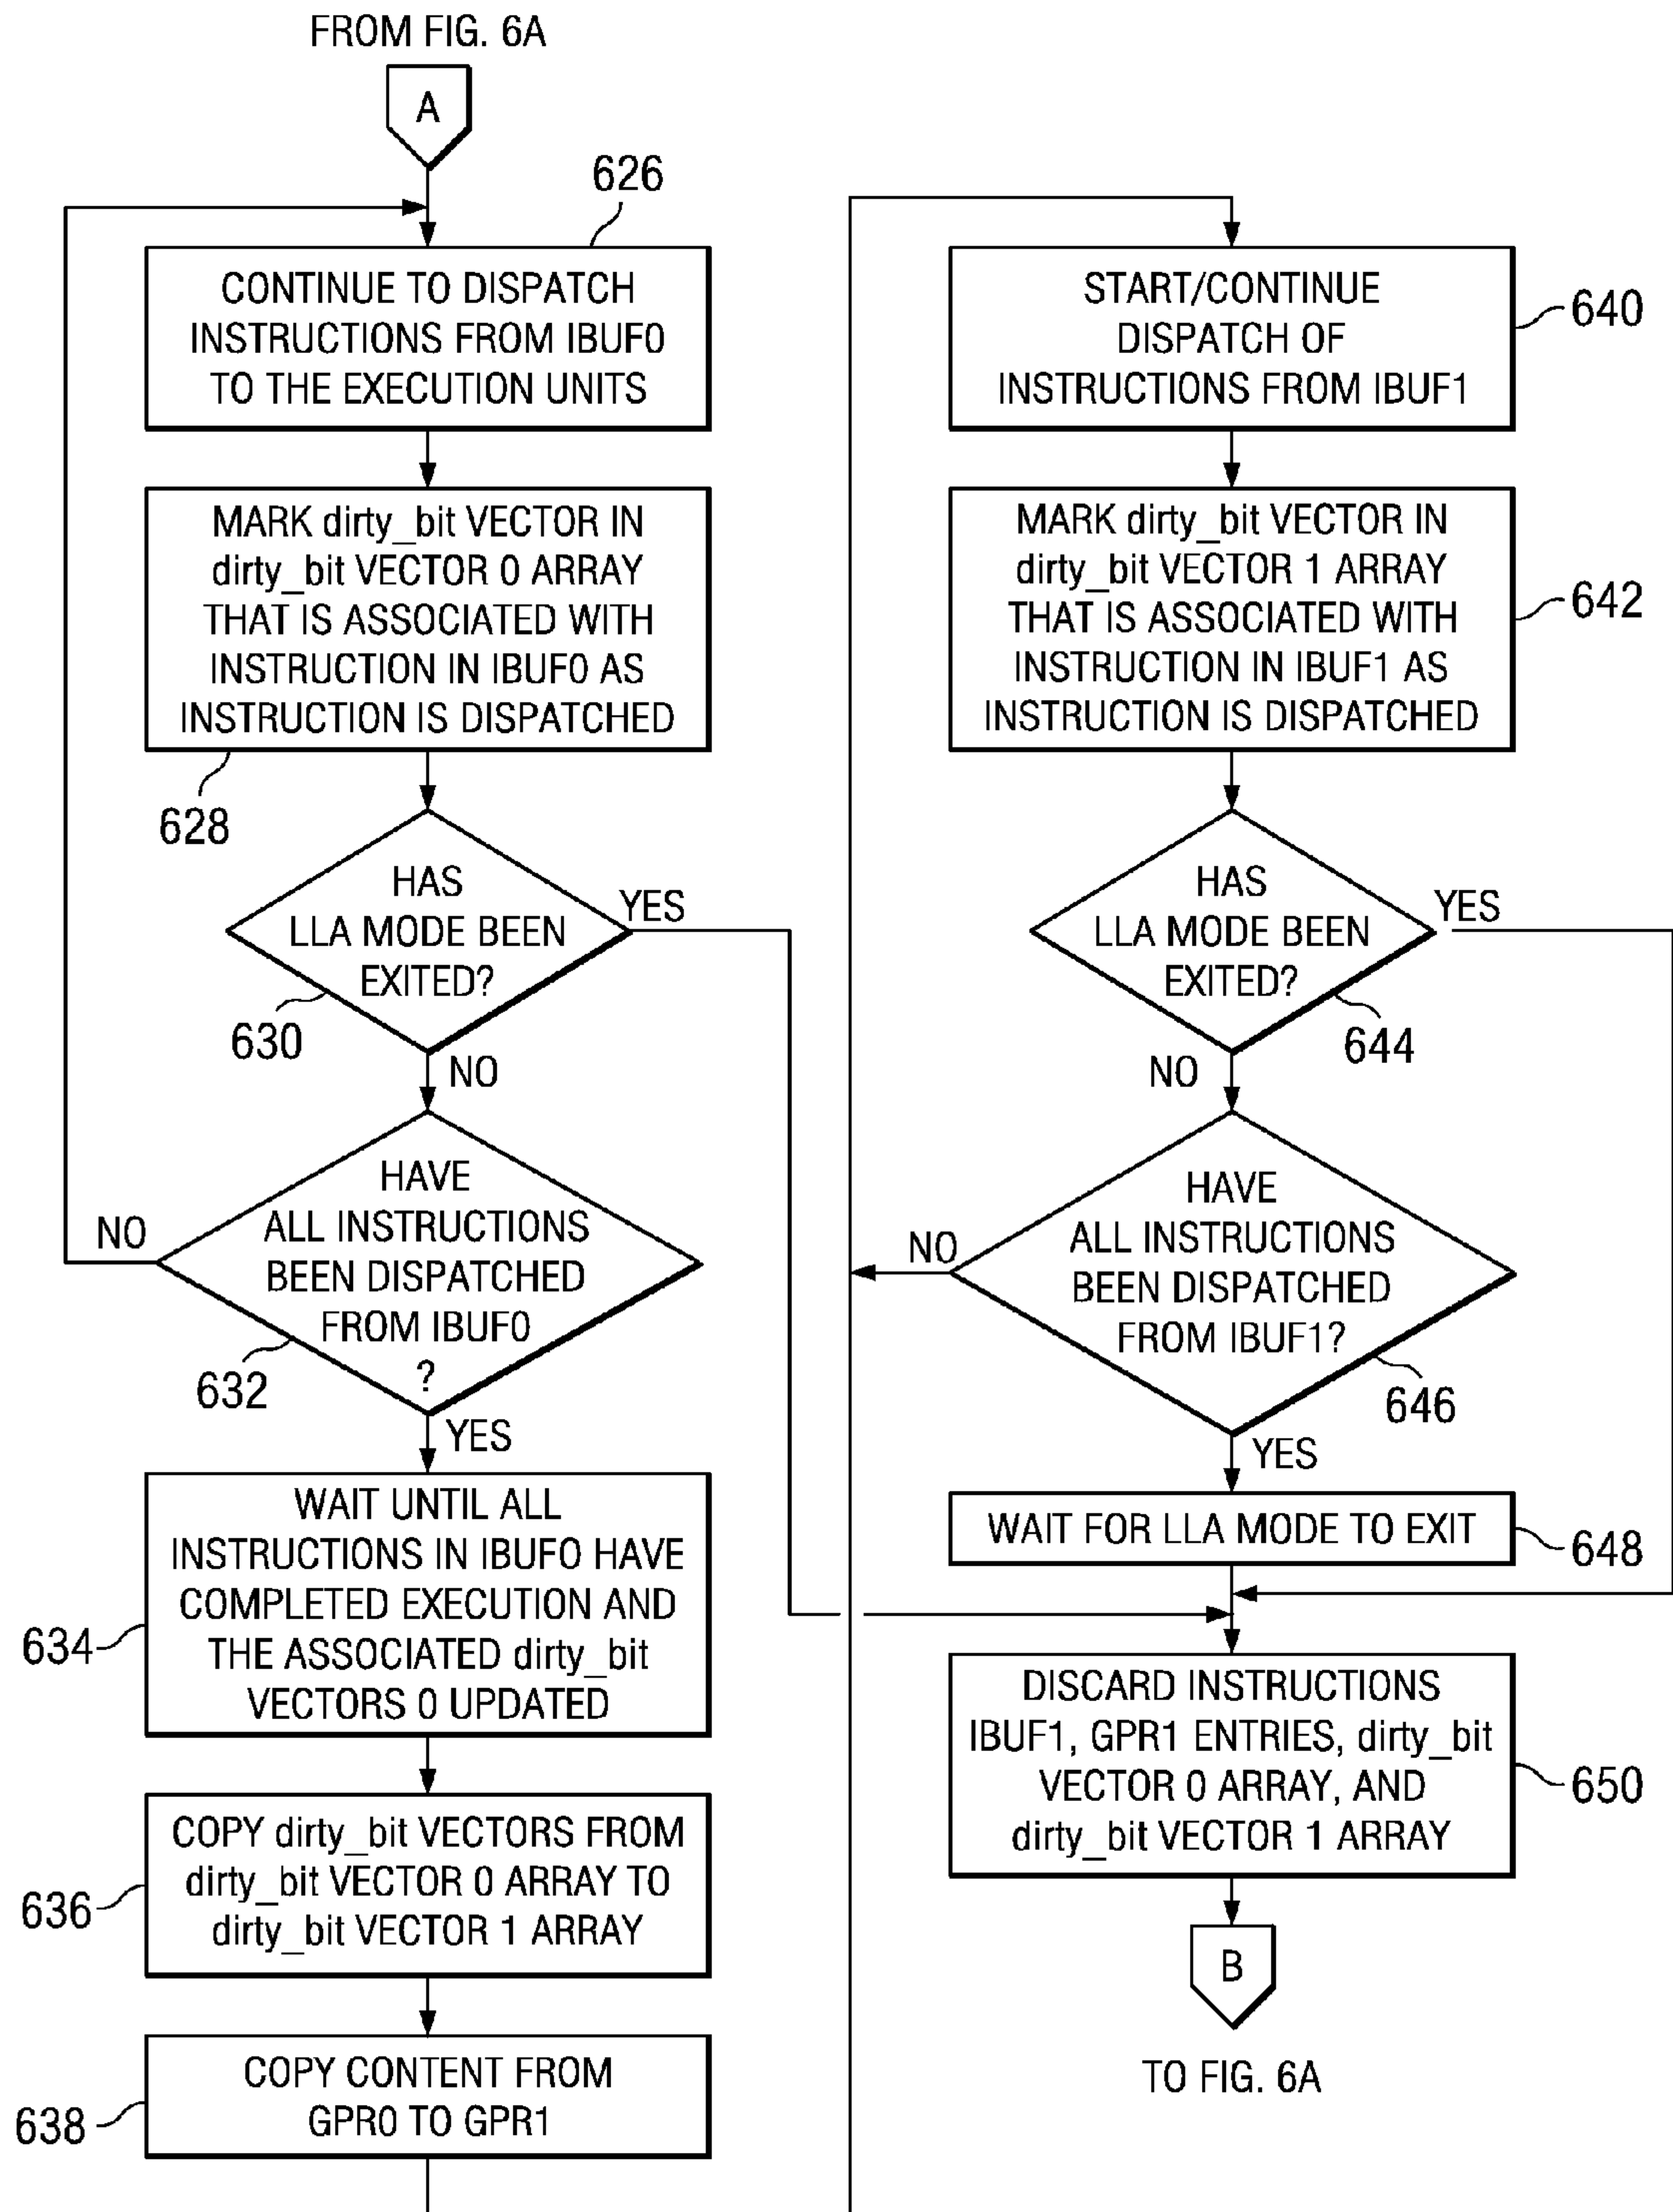 FROM FIG. 6A
A
626
CONTINUE TO DISPATCH
INSTRUCTIONS FROM IBUF0
TO THE EXECUTION UNITS
MARK dirty_bit VECTOR IN
dirty_bit VECTOR 0 ARRAY
THAT IS ASSOCIATED WITH
INSTRUCTION IN IBUF0 AS
INSTRUCTION IS DISPATCHED
628
HAS
LLA MODE BEEN
EXITED?
YES
630
NO
HAVE
ALL INSTRUCTIONS
BEEN DISPATCHED
FROM IBUF0
?
NO
632
YES
WAIT UNTIL ALL
INSTRUCTIONS IN IBUF0 HAVE
COMPLETED EXECUTION AND
THE ASSOCIATED dirty_bit
VECTORS 0 UPDATED
634
COPY dirty_bit VECTORS FROM
dirty_bit VECTOR 0 ARRAY TO
dirty_bit VECTOR 1 ARRAY
636
COPY CONTENT FROM
GPR0 TO GPR1
638
START/CONTINUE
DISPATCH OF
INSTRUCTIONS FROM IBUF1
640
MARK dirty_bit VECTOR IN
dirty_bit VECTOR 1 ARRAY
THAT IS ASSOCIATED WITH
INSTRUCTION IN IBUF1 AS
INSTRUCTION IS DISPATCHED
642
HAS
LLA MODE BEEN
EXITED?
YES
644
NO
HAVE
ALL INSTRUCTIONS
BEEN DISPATCHED
FROM IBUF1?
NO
646
YES
WAIT FOR LLA MODE TO EXIT
648
DISCARD INSTRUCTIONS
IBUF1, GPR1 ENTRIES, dirty_bit
VECTOR 0 ARRAY, AND
dirty_bit VECTOR 1 ARRAY
650
B
TO FIG. 6A